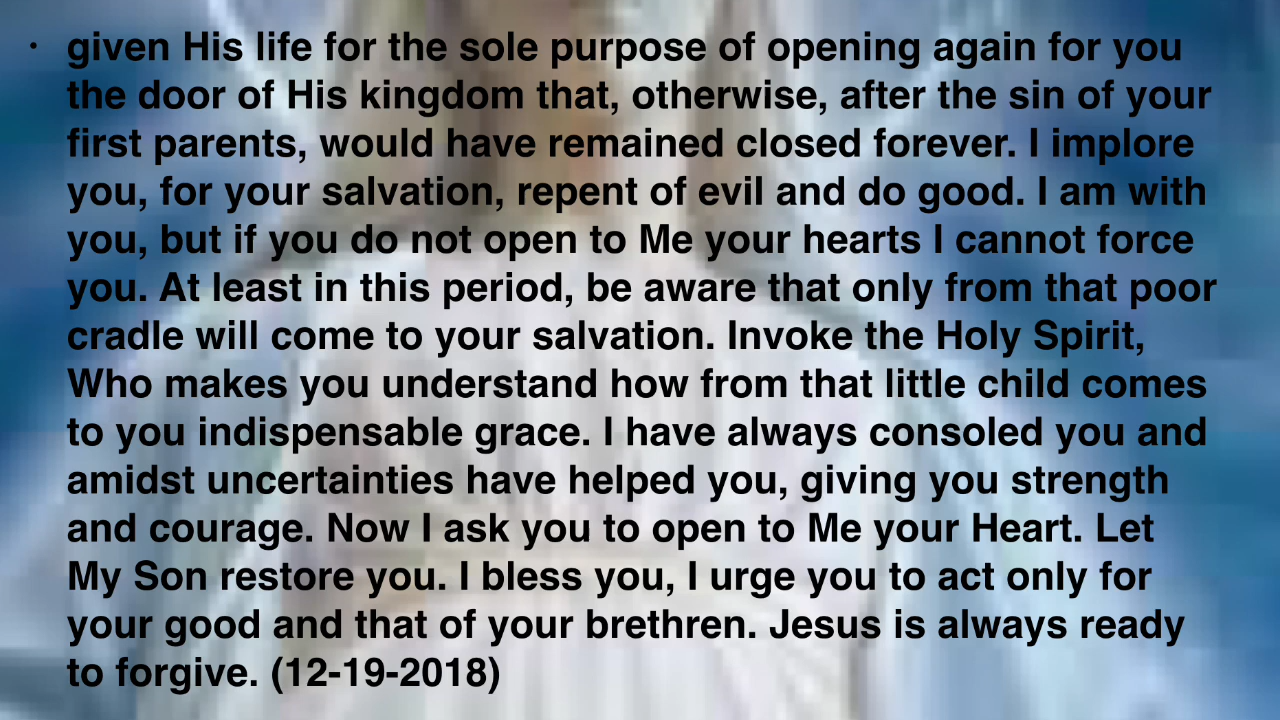 • given His life for the sole purpose of opening again for you
the door of His kingdom that, otherwise, after the sin of your
first parents, would have remained closed forever. I implore
you, for your salvation, repent of evil and do good. I am with
you, but if you do not open to Me your hearts I cannot force
you. At least in this period, be aware that only from that poor
cradle will come to your salvation. Invoke the Holy Spirit,
Who makes you understand how from that little child comes
to you indispensable grace. I have always consoled you and
amidst uncertainties have helped you, giving you strength
and courage. Now I ask you to open to Me your Heart. Let
My Son restore you. I bless you, I urge you to act only for
your good and that of your brethren. Jesus is always ready
to forgive. (12-19-2018)